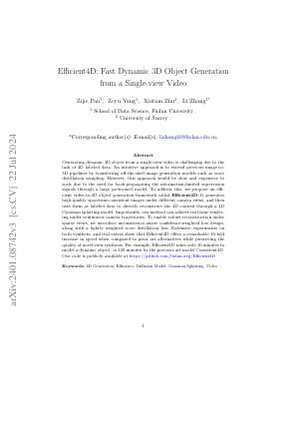 Efficient4D: Fast Dynamic 3D Object Generation
from a Single-view Video
Zijie Pan¹, Zeyu Yang¹, Xiatian Zhu², Li Zhang¹*
¹ School of Data Science, Fudan University
² University of Surrey
*Corresponding author(s). E-mail(s): lizhangfd@fudan.edu.cn;
Abstract
Generating dynamic 3D object from a single-view video is challenging due to the
lack of 4D labeled data. An intuitive approach is to extend previous image-to-
3D pipelines by transferring off-the-shelf image generation models such as score
distillation sampling. However, this approach would be slow and expensive to
scale due to the need for back-propagating the information-limited supervision
signals through a large pretrained model. To address this, we propose an effi-
cient video-to-4D object generation framework called Efficient4D. It generates
high-quality spacetime-consistent images under different camera views, and then
uses them as labeled data to directly reconstruct the 4D content through a 4D
Gaussian splatting model. Importantly, our method can achieve real-time render-
ing under continuous camera trajectories. To enable robust reconstruction under
sparse views, we introduce inconsistency-aware confidence-weighted loss design,
along with a lightly weighted score distillation loss. Extensive experiments on
both synthetic and real videos show that Efficient4D offers a remarkable 10-fold
increase in speed when compared to prior art alternatives while preserving the
quality of novel view synthesis. For example, Efficient4D takes only 10 minutes to
model a dynamic object, vs 120 minutes by the previous art model Consistent4D.
Our code is publicly available at https://github.com/fudan-zvg/Efficient4D.
Keywords: 4D Generation, Efficiency, Diffusion Model, Gaussian Splatting, Video
1
arXiv:2401.08742v3 [cs.CV] 22 Jul 2024